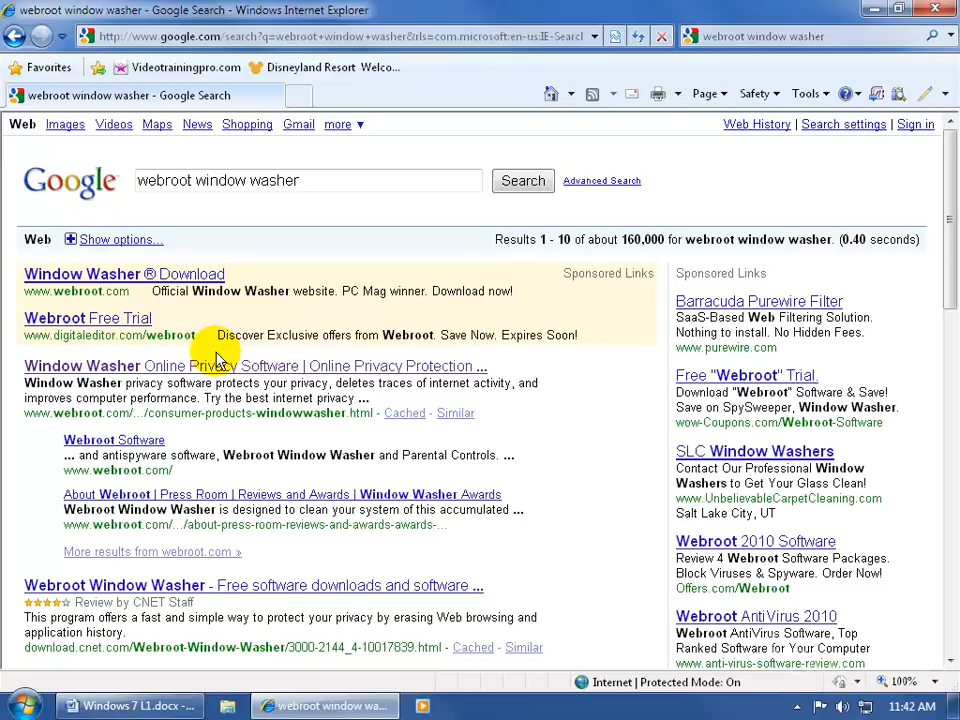 webroot window washer - Google Search - Windows Internet Explorer
http://www.google.com/search?q=webroot+window+washer&rls=com.microsoft:en-us:IE-Searcl
webroot window washer
Favorites Videotrainingpro.com Disneyland Resort Welco...
webroot window washer - Google Search
Page Safety Tools
Web Images Videos Maps News Shopping Gmail more ▼
Web History | Search settings | Sign in
Google
webroot window washer
Search
Advanced Search
Web Show options...
Results 1 - 10 of about 160,000 for webroot window washer. (0.40 seconds)
Window Washer ® Download
Sponsored Links
www.webroot.com Official Window Washer website. PC Mag winner. Download now!
Webroot Free Trial
www.digitaleditor.com/webroot Discover Exclusive offers from Webroot. Save Now. Expires Soon!
Window Washer Online Privacy Software | Online Privacy Protection ...
Window Washer privacy software protects your privacy, deletes traces of internet activity, and
improves computer performance. Try the best internet privacy ...
www.webroot.com/.../consumer-products-windowwasher.html - Cached - Similar
Webroot Software
... and antispyware software, Webroot Window Washer and Parental Controls. ...
www.webroot.com/
About Webroot | Press Room | Reviews and Awards | Window Washer Awards
Webroot Window Washer is designed to clean your system of this accumulated ...
www.webroot.com/.../about-press-room-reviews-and-awards-awards-...
More results from webroot.com »
Webroot Window Washer - Free software downloads and software ...
Review by CNET Staff
This program offers a fast and simple way to protect your privacy by erasing Web browsing and
application history.
download.cnet.com/Webroot-Window-Washer/3000-2144_4-10017839.html - Cached - Similar
Sponsored Links
Barracuda Purewire Filter
SaaS-Based Web Filtering Solution.
Nothing to install. No Hidden Fees.
www.purewire.com
Free "Webroot" Trial.
Download "Webroot" Software & Save!
Save on SpySweeper, Window Washer.
wow-Coupons.com/Webroot-Software
SLC Window Washers
Contact Our Professional Window
Washers to Get Your Glass Clean!
www.UnbelievableCarpetCleaning.com
Salt Lake City, UT
Webroot 2010 Software
Review 4 Webroot Software Packages.
Block Viruses & Spyware. Order Now!
Offers.com/Webroot
Webroot AntiVirus 2010
Webroot AntiVirus Software, Top
Ranked Software for Your Computer
www.anti-virus-software-review.com
Internet | Protected Mode: On
100%
Windows 7 L1.docx - ...
webroot window wa...
11:42 AM